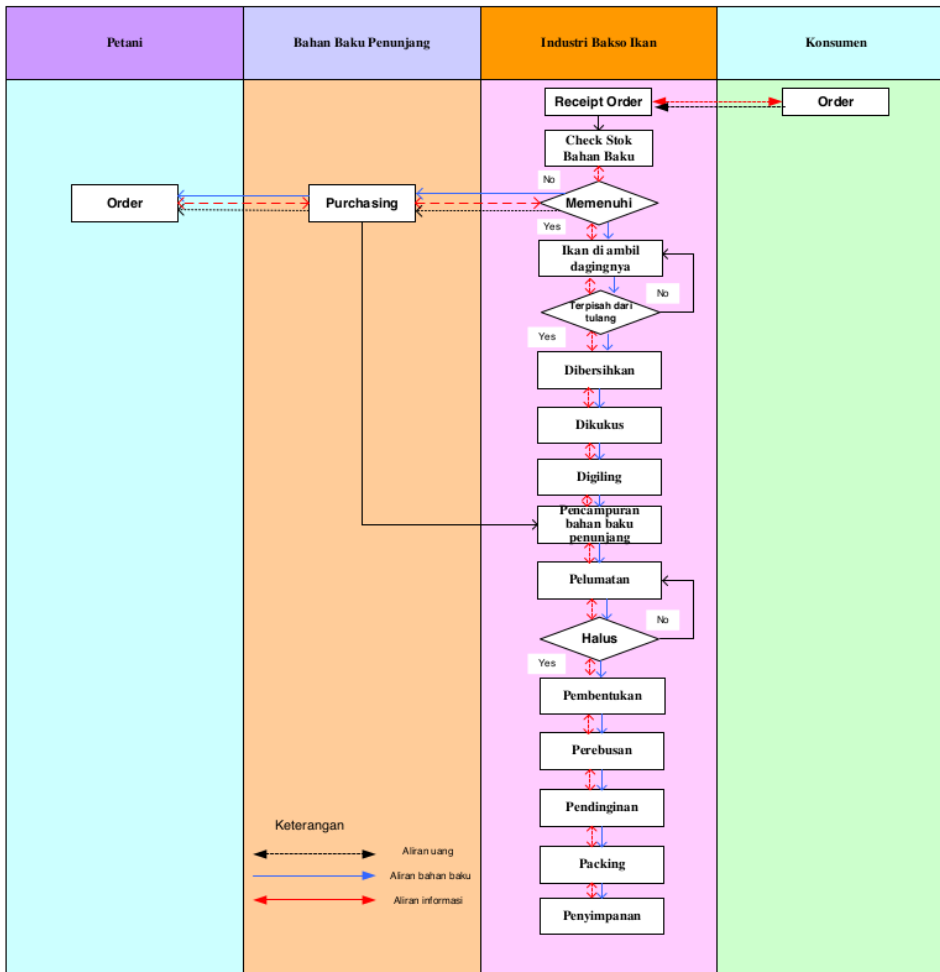 Petani
Bahan Baku Penunjang
Industri Bakso Ikan
Konsumen
Receipt Order
Order
Check Stok
Bahan Baku
No
Order
Purchasing
Memenuhi
Yes
Ikan di ambil
dagingnya
No
Terpisah dari
tulang
Yes
Dibersihkan
Dikukus
Digiling
Pencampuran
bahan baku
penunjang
Pelumatan
No
Halus
Yes
Pembentukan
Perebusan
Pendinginan
Packing
Penyimpanan
Keterangan
Aliran uang
Aliran bahan baku
Aliran informasi